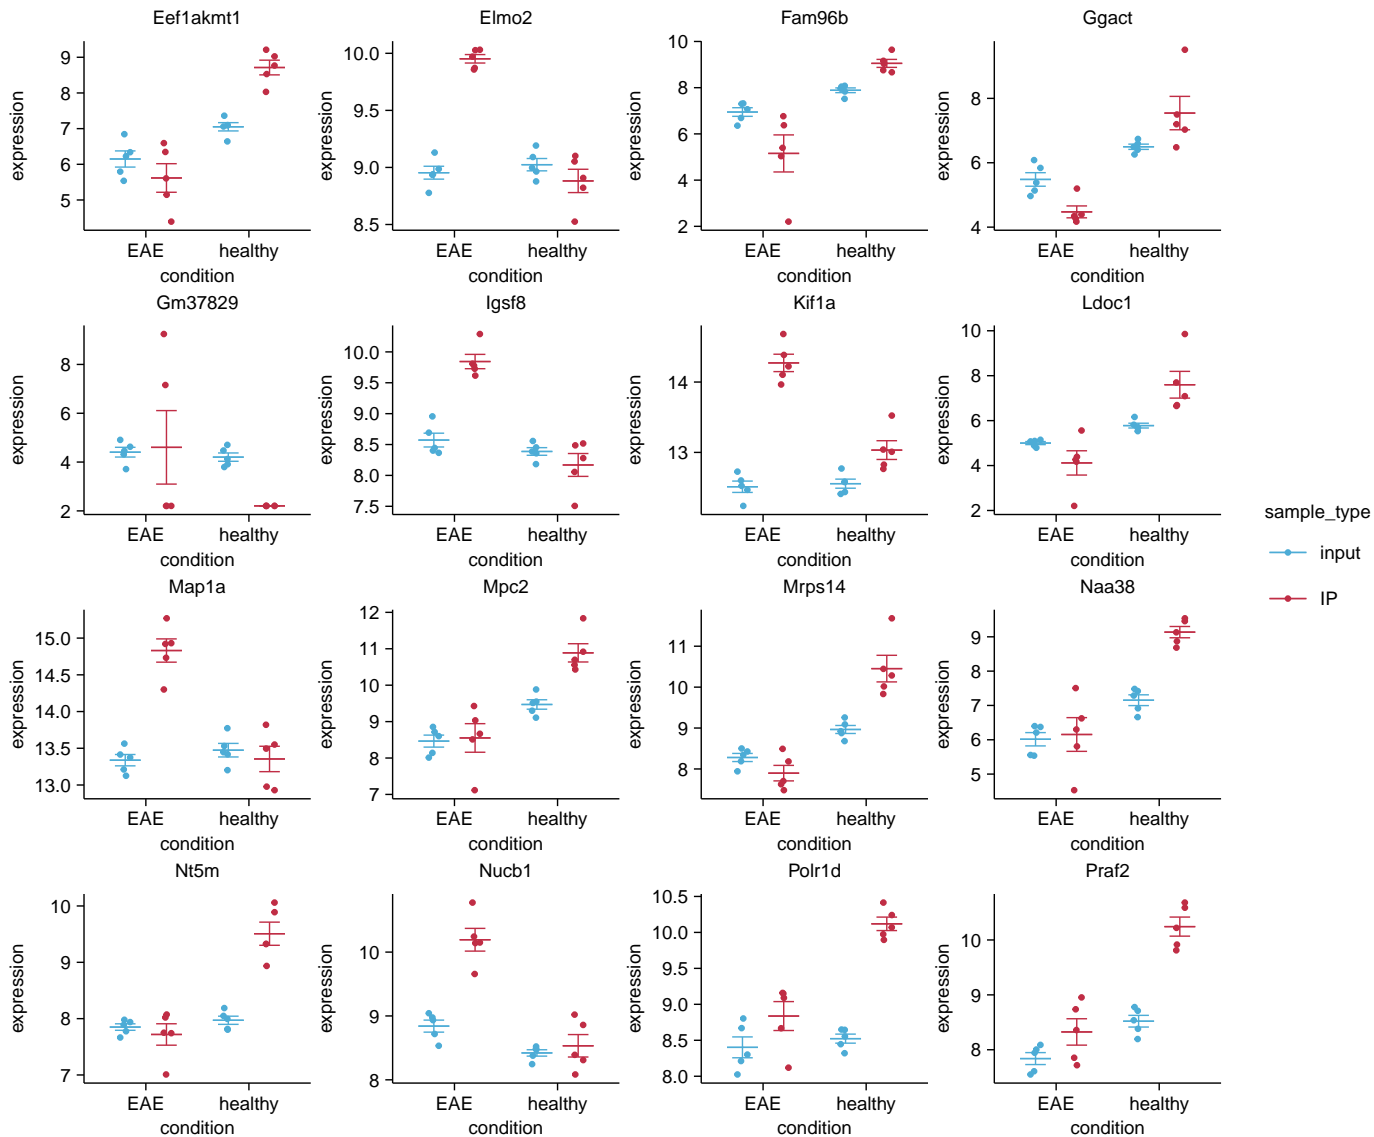 Eef1akmt1
Elmo2
Fam96b
Ggact
expression
9
8
7
6
5
EAE
healthy
condition
expression
10.0
9.5
9.0
8.5
EAE
healthy
condition
expression
10
8
6
4
2
EAE
healthy
condition
expression
8
6
4
EAE
healthy
condition
Gm37829
Igsf8
Kif1a
Ldoc1
expression
8
6
4
2
EAE
healthy
condition
expression
10.0
9.5
9.0
8.5
8.0
7.5
EAE
healthy
condition
expression
14
13
EAE
healthy
condition
expression
10
8
6
4
2
EAE
healthy
condition
sample_type
input
IP
Map1a
Mpc2
Mrps14
Naa38
expression
15.0
14.5
14.0
13.5
13.0
EAE
healthy
condition
expression
12
11
10
9
8
7
EAE
healthy
condition
expression
11
10
9
8
EAE
healthy
condition
expression
9
8
7
6
5
EAE
healthy
condition
Nt5m
Nucb1
Polr1d
Praf2
expression
10
9
8
7
EAE
healthy
condition
expression
10
9
8
EAE
healthy
condition
expression
10.5
10.0
9.5
9.0
8.5
8.0
EAE
healthy
condition
expression
10
9
8
EAE
healthy
condition